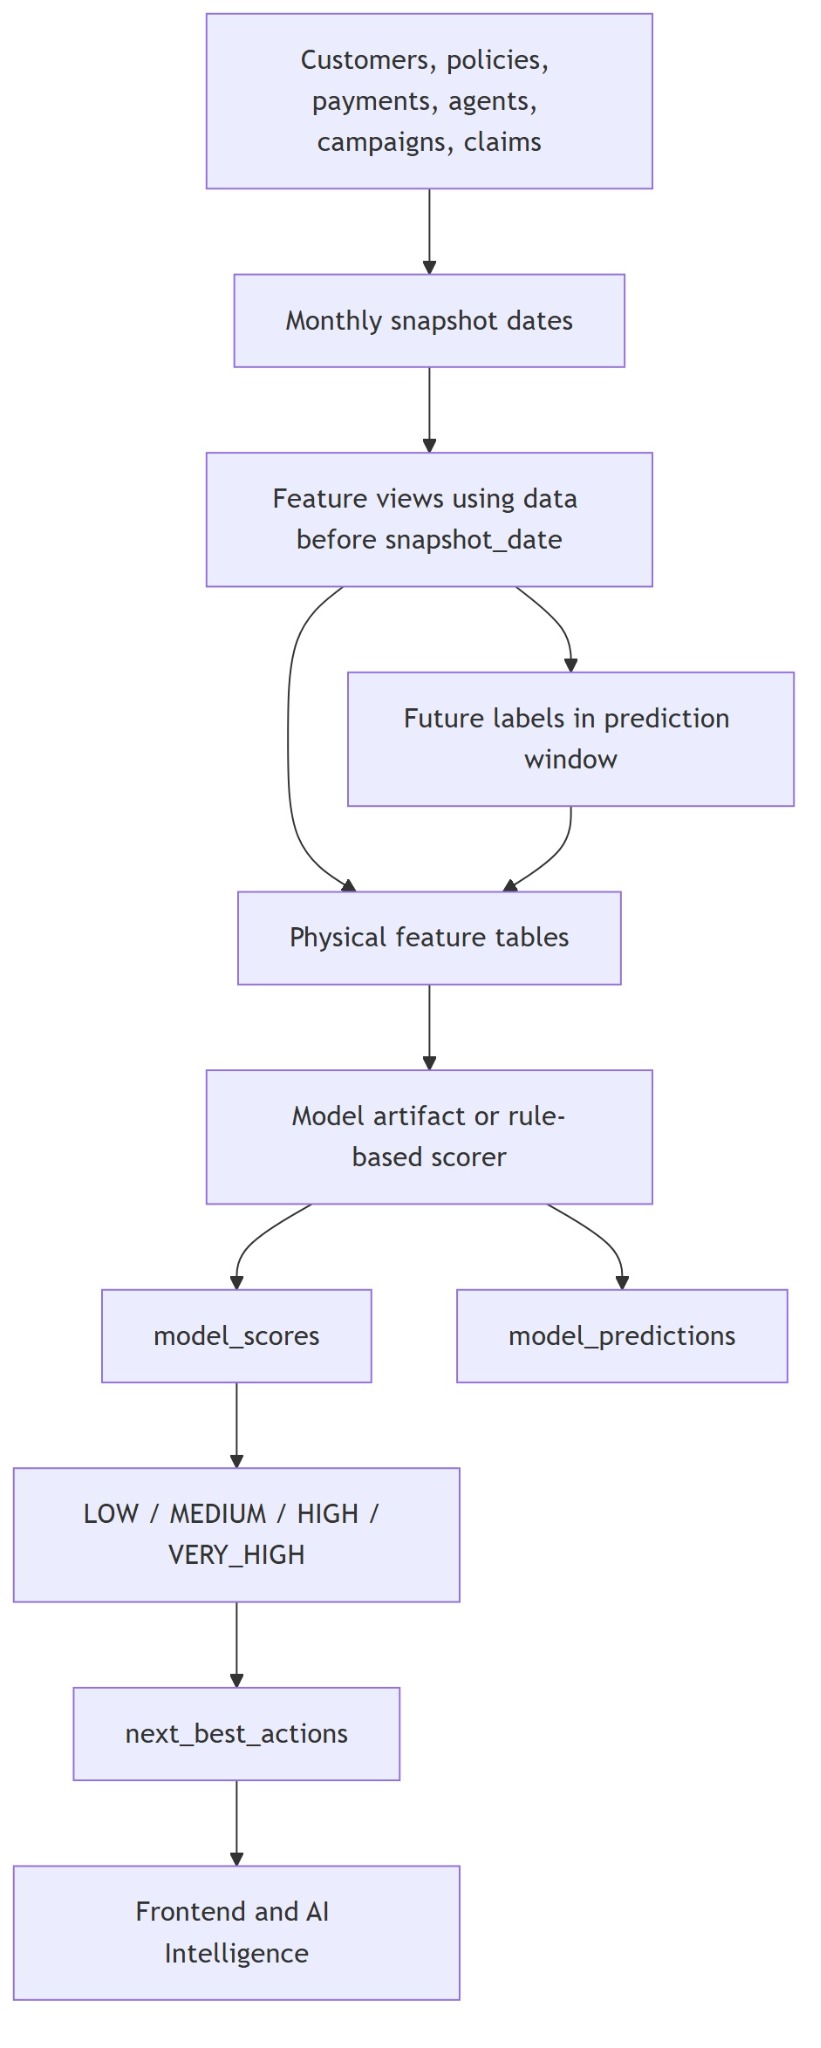 Customers, policies,
payments, agents,
campaigns, claims
Monthly snapshot dates
Feature views using data
before snapshot_date
Future labels in prediction
window
Physical feature tables
Model artifact or rule-
based scorer
model_scores
model_predictions
LOW / MEDIUM / HIGH /
VERY_HIGH
next_best_actions
Frontend and AI
Intelligence